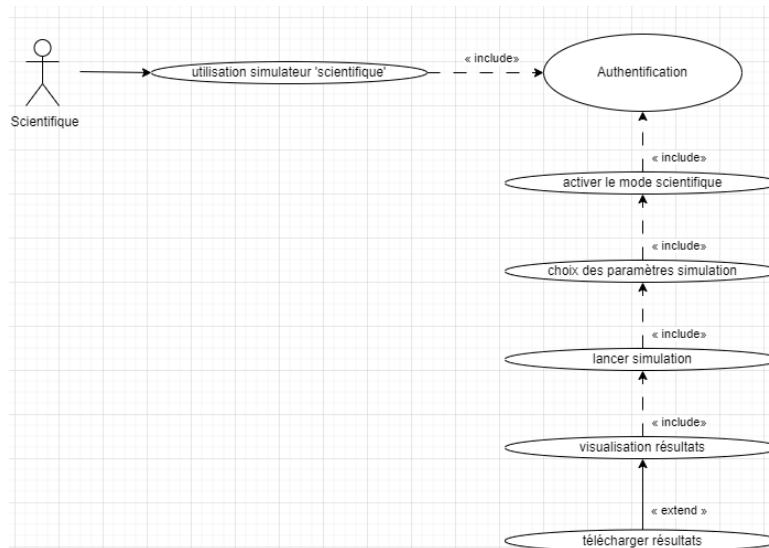 « include»
utilisation simulateur 'scientifique'
Authentification
Scientifique
« include»
activer le mode scientifique
« include»
choix des paramètres simulation
« include»
lancer simulation
« include»
visualisation résultats
« extend »
télécharger résultats